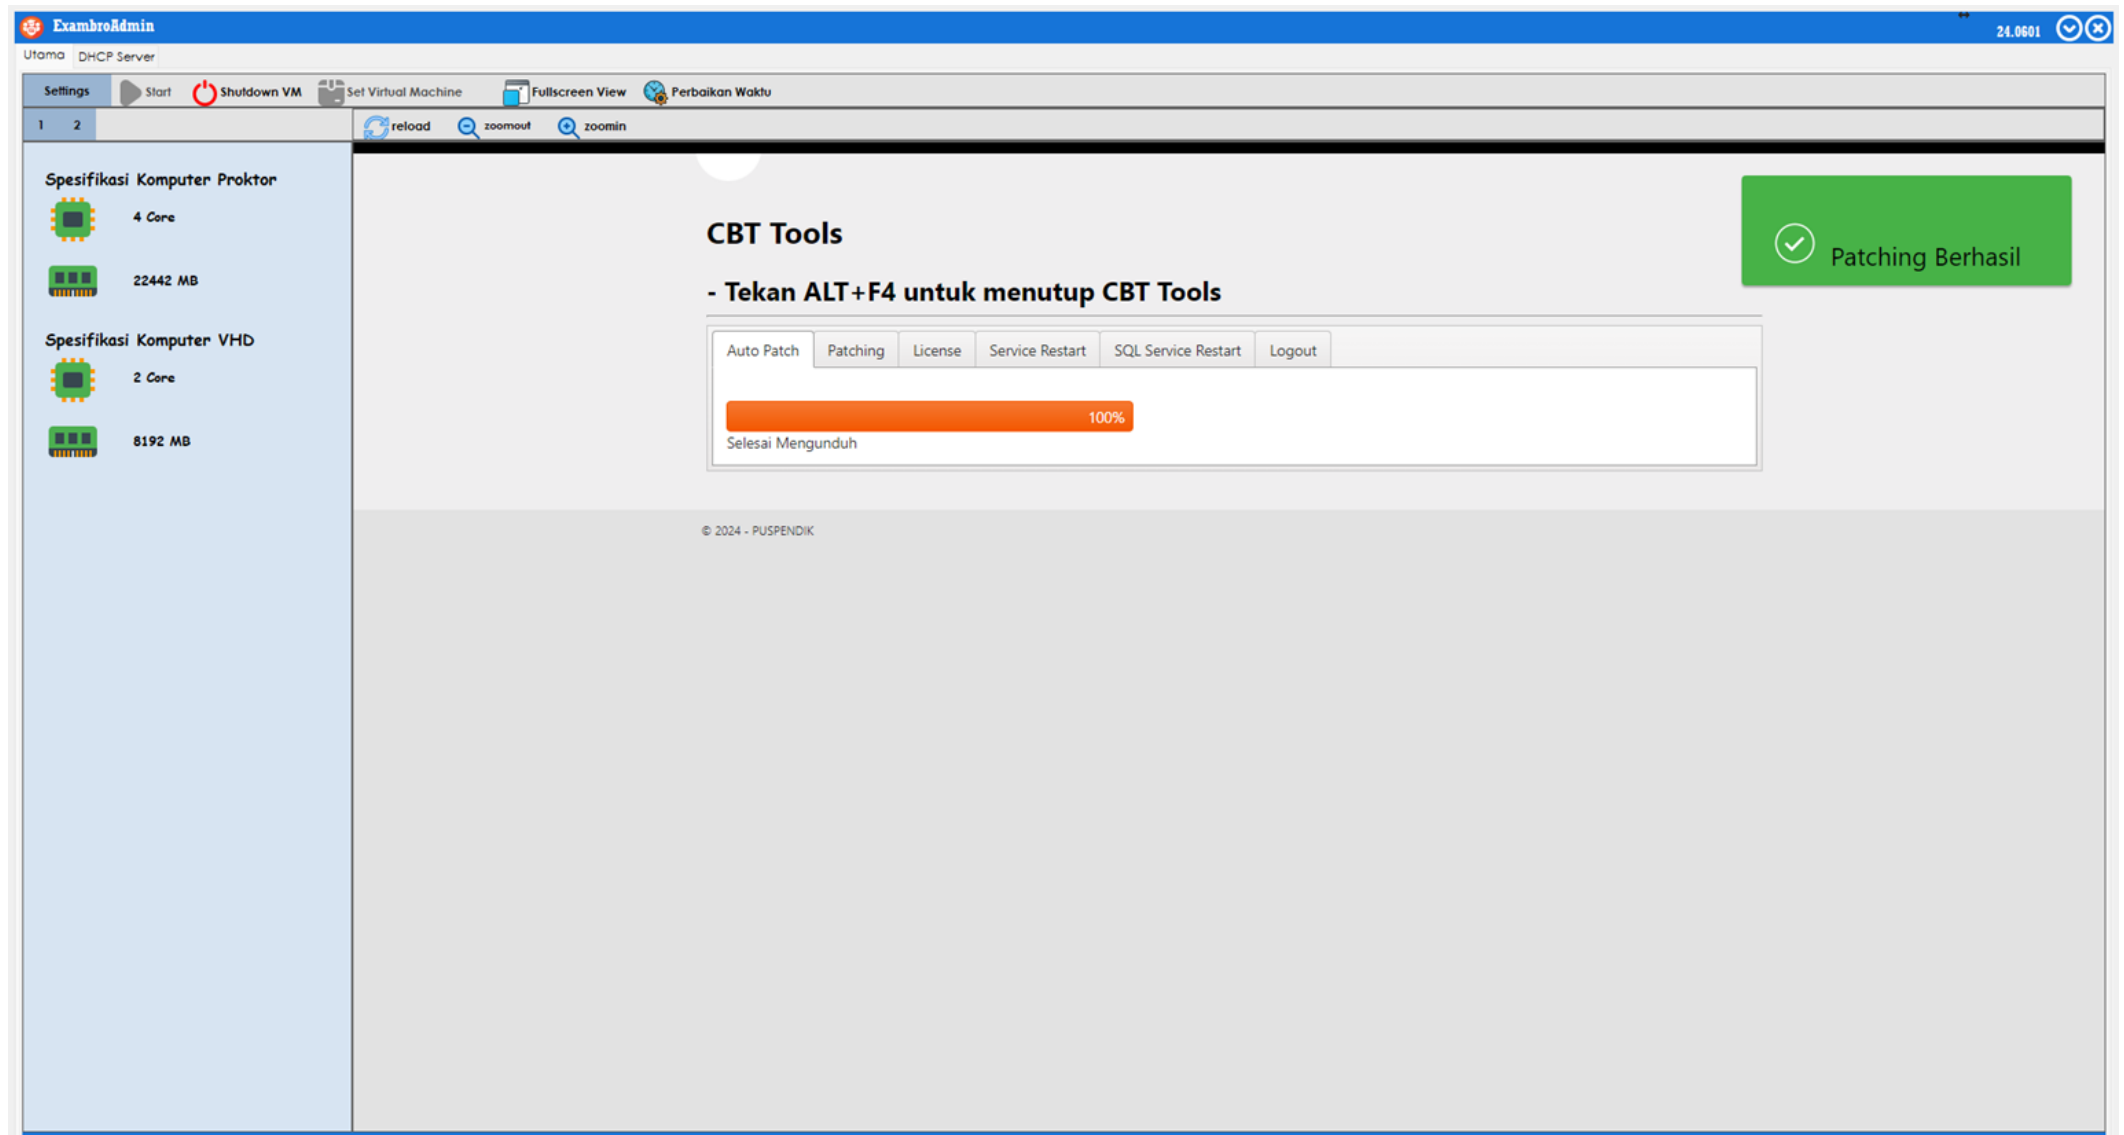 ExambroAdmin
24.0601
Utama DHCP Server
Settings Start Shutdown VM Set Virtual Machine Fullscreen View Perbaikan Waktu
1 2 reload zoomout zoomin
Spesifikasi Komputer Proktor
4 Core
22442 MB
Spesifikasi Komputer VHD
2 Core
8192 MB
CBT Tools
- Tekan ALT+F4 untuk menutup CBT Tools
Patching Berhasil
Auto Patch Patching License Service Restart SQL Service Restart Logout
100%
Selesai Mengunduh
© 2024 - PUSPENDIK